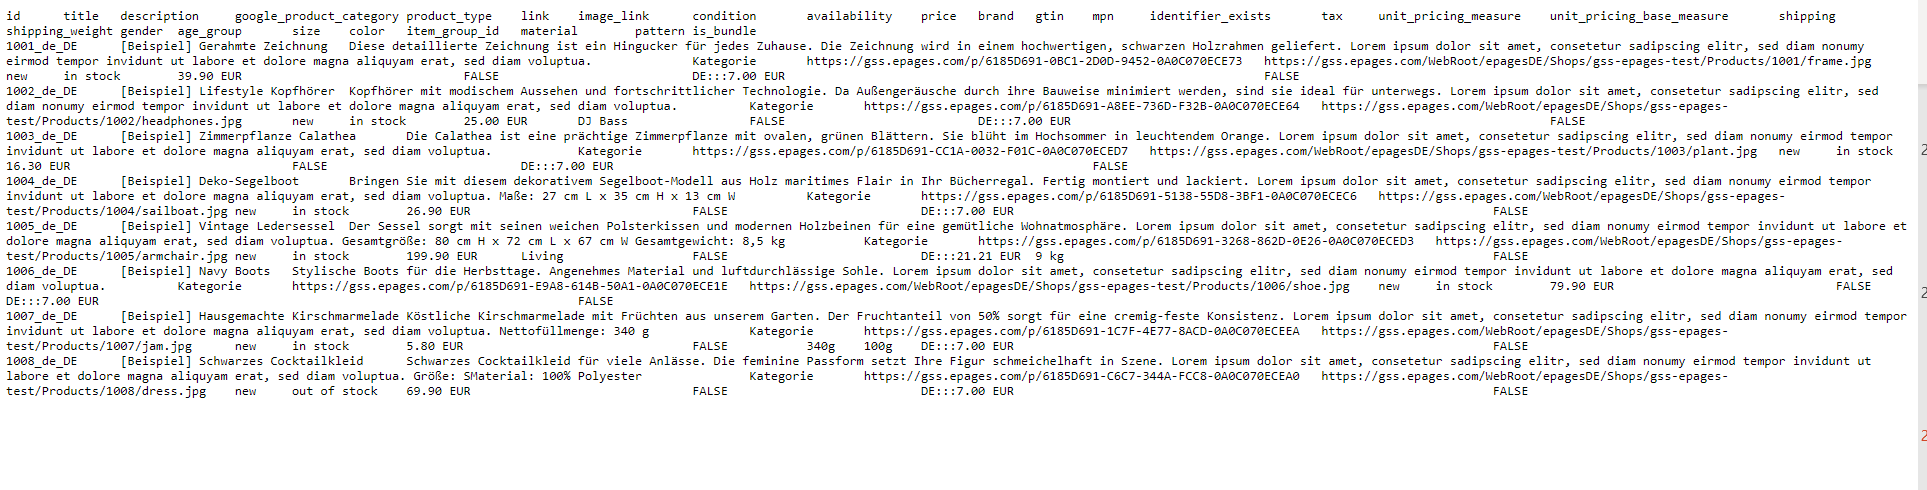 id title description google_product_category product_type link image_link condition availability price brand gtin mpn identifier_exists tax unit_pricing_measure unit_pricing_base_measure shipping
shipping_weight gender age_group size color item_group_id material pattern is_bundle
1001_de_DE [Beispiel] Gerahmte Zeichnung Diese detaillierte Zeichnung ist ein Hingucker für jedes Zuhause. Die Zeichnung wird in einem hochwertigen, schwarzen Holzrahmen geliefert. Lorem ipsum dolor sit amet, consetetur sadipscing elitr, sed diam nonumy
eirmod tempor invidunt ut labore et dolore magna aliquyam erat, sed diam voluptua. Kategorie https://gss.epages.com/p/6185D691-0BC1-2D0D-9452-0A0C070ECE73 https://gss.epages.com/WebRoot/epagesDE/Shops/gss-epages-test/Products/1001/frame.jpg
new in stock 39.90 EUR FALSE DE:::7.00 EUR FALSE
1002_de_DE [Beispiel] Lifestyle Kopfhörer Kopfhörer mit modischem Aussehen und fortschrittlicher Technologie. Da Außengeräusche durch ihre Bauweise minimiert werden, sind sie ideal für unterwegs. Lorem ipsum dolor sit amet, consetetur sadipscing elitr, sed
diam nonumy eirmod tempor invidunt ut labore et dolore magna aliquyam erat, sed diam voluptua. Kategorie https://gss.epages.com/p/6185D691-A8EE-736D-F32B-0A0C070ECE64 https://gss.epages.com/WebRoot/epagesDE/Shops/gss-epages-
test/Products/1002/headphones.jpg new in stock 25.00 EUR DJ Bass FALSE DE:::7.00 EUR FALSE
1003_de_DE [Beispiel] Zimmerpflanze Calathea Die Calathea ist eine prächtige Zimmerpflanze mit ovalen, grünen Blättern. Sie blüht im Hochsommer in leuchtendem Orange. Lorem ipsum dolor sit amet, consetetur sadipscing elitr, sed diam nonumy eirmod tempor
invidunt ut labore et dolore magna aliquyam erat, sed diam voluptua. Kategorie https://gss.epages.com/p/6185D691-CC1A-0032-F01C-0A0C070ECED7 https://gss.epages.com/WebRoot/epagesDE/Shops/gss-epages-test/Products/1003/plant.jpg new in stock
16.30 EUR FALSE DE:::7.00 EUR FALSE
1004_de_DE [Beispiel] Deko-Segelboot Bringen Sie mit diesem dekorativem Segelboot-Modell aus Holz maritimes Flair in Ihr Bücherregal. Fertig montiert und lackiert. Lorem ipsum dolor sit amet, consetetur sadipscing elitr, sed diam nonumy eirmod tempor
invidunt ut labore et dolore magna aliquyam erat, sed diam voluptua. Maße: 27 cm L x 35 cm H x 13 cm W Kategorie https://gss.epages.com/p/6185D691-5138-55D8-3BF1-0A0C070ECEC6 https://gss.epages.com/WebRoot/epagesDE/Shops/gss-epages-
test/Products/1004/sailboat.jpg new in stock 26.90 EUR FALSE DE:::7.00 EUR FALSE
1005_de_DE [Beispiel] Vintage Ledersessel Der Sessel sorgt mit seinen weichen Polsterkissen und modernen Holzbeinen für eine gemütliche Wohnatmosphäre. Lorem ipsum dolor sit amet, consetetur sadipscing elitr, sed diam nonumy eirmod tempor invidunt ut labore et
dolore magna aliquyam erat, sed diam voluptua. Gesamtgröße: 80 cm H x 72 cm L x 67 cm W Gesamtgewicht: 8,5 kg Kategorie https://gss.epages.com/p/6185D691-3268-862D-0E26-0A0C070ECED3 https://gss.epages.com/WebRoot/epagesDE/Shops/gss-epages-
test/Products/1005/armchair.jpg new in stock 199.90 EUR Living FALSE DE:::21.21 EUR 9 kg FALSE
1006_de_DE [Beispiel] Navy Boots Stylische Boots für die Herbsttage. Angenehmes Material und luftdurchlässige Sohle. Lorem ipsum dolor sit amet, consetetur sadipscing elitr, sed diam nonumy eirmod tempor invidunt ut labore et dolore magna aliquyam erat, sed
diam voluptua. Kategorie https://gss.epages.com/p/6185D691-E9A8-614B-50A1-0A0C070ECE1E https://gss.epages.com/WebRoot/epagesDE/Shops/gss-epages-test/Products/1006/shoe.jpg new in stock 79.90 EUR FALSE
DE:::7.00 EUR FALSE
1007_de_DE [Beispiel] Hausgemachte Kirschmarmelade Köstliche Kirschmarmelade mit Früchten aus unserem Garten. Der Fruchtanteil von 50% sorgt für eine cremig-feste Konsistenz. Lorem ipsum dolor sit amet, consetetur sadipscing elitr, sed diam nonumy eirmod tempor
invidunt ut labore et dolore magna aliquyam erat, sed diam voluptua. Nettofüllmenge: 340 g Kategorie https://gss.epages.com/p/6185D691-1C7F-4E77-8ACD-0A0C070ECEEA https://gss.epages.com/WebRoot/epagesDE/Shops/gss-epages-
test/Products/1007/jam.jpg new in stock 5.80 EUR FALSE 340g 100g DE:::7.00 EUR FALSE
1008_de_DE [Beispiel] Schwarzes Cocktailkleid Schwarzes Cocktailkleid für viele Anlässe. Die feminine Passform setzt Ihre Figur schmeichelhaft in Szene. Lorem ipsum dolor sit amet, consetetur sadipscing elitr, sed diam nonumy eirmod tempor invidunt ut
labore et dolore magna aliquyam erat, sed diam voluptua. Größe: SMaterial: 100% Polyester Kategorie https://gss.epages.com/p/6185D691-C6C7-344A-FCC8-0A0C070ECEA0 https://gss.epages.com/WebRoot/epagesDE/Shops/gss-epages-
test/Products/1008/dress.jpg new out of stock 69.90 EUR FALSE DE:::7.00 EUR FALSE